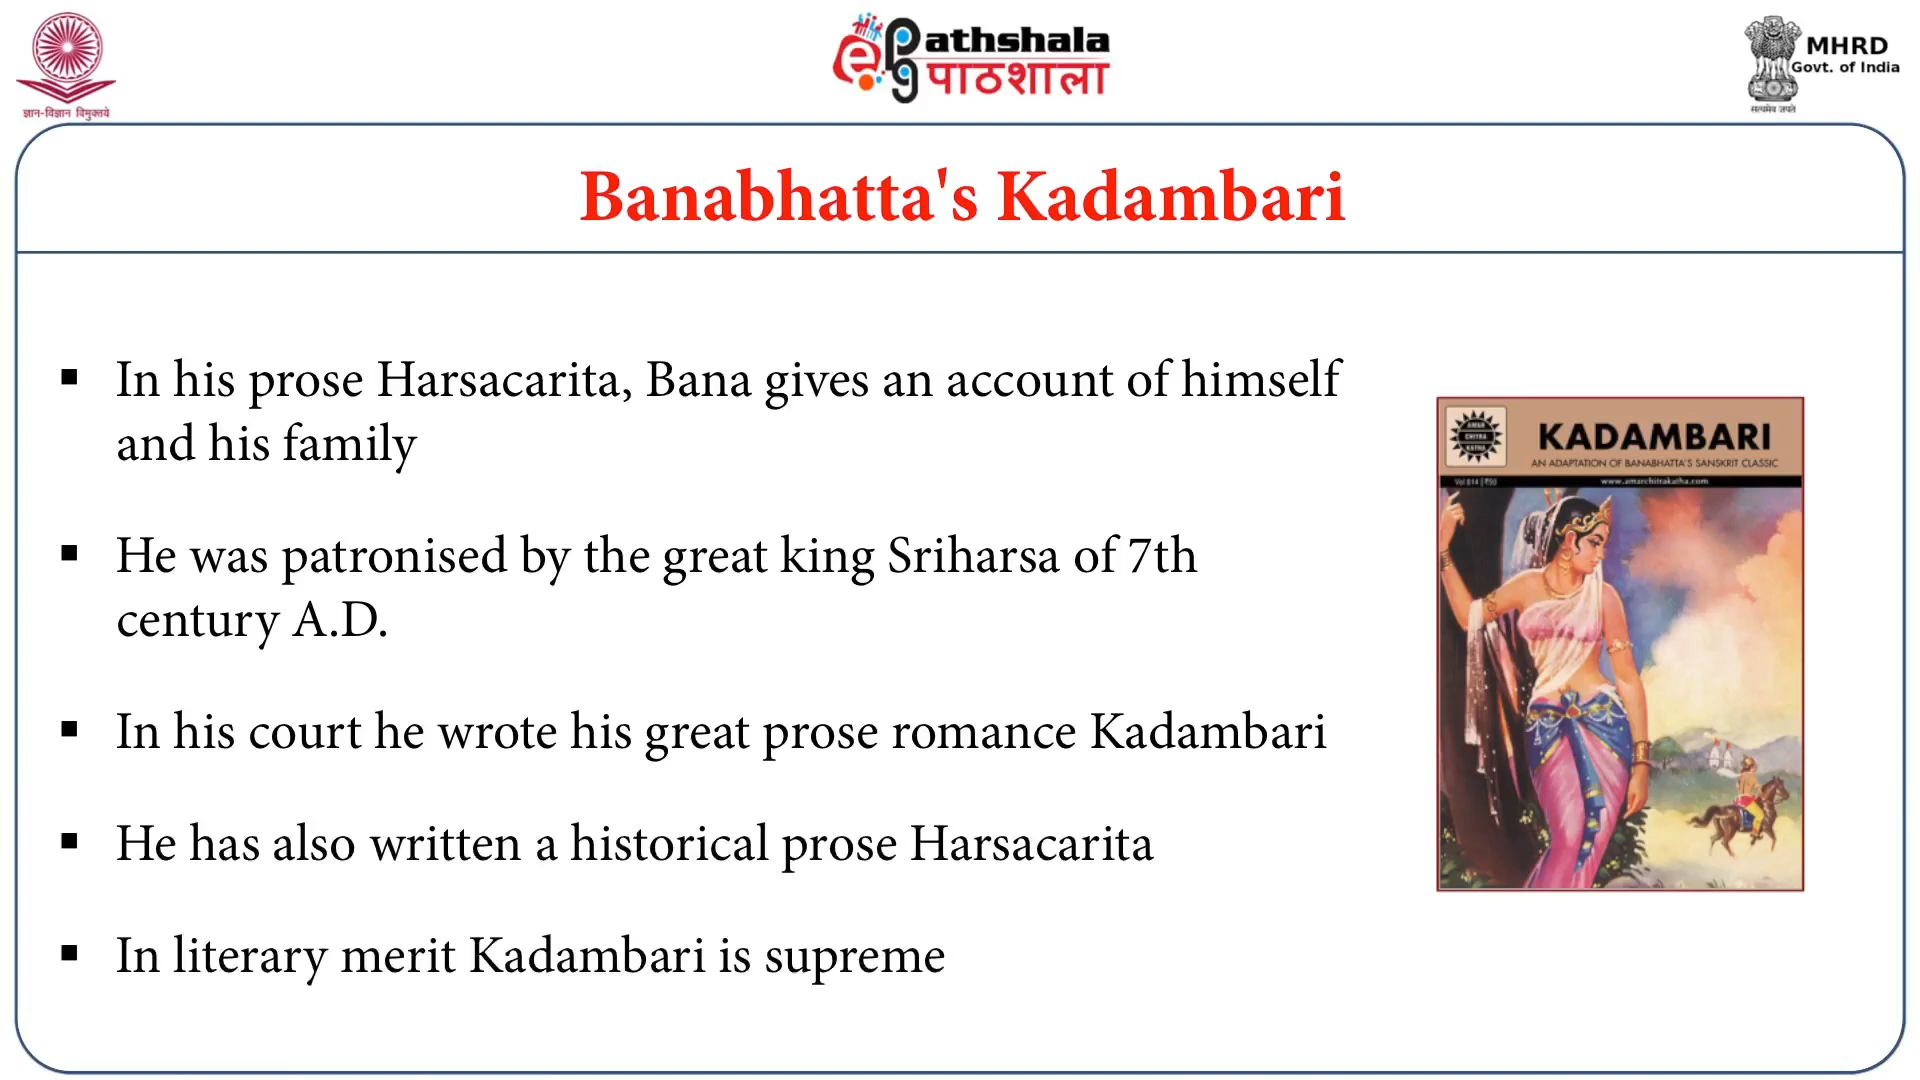 ज्ञान-विज्ञान विमुक्तये
e Pathshala
पाठशाला
MHRD
Govt. of India
सत्यमेव जयते
Banabhatta's Kadambari
▪ In his prose Harsacarita, Bana gives an account of himself
and his family
▪ He was patronised by the great king Sriharsa of 7th
century A.D.
▪ In his court he wrote his great prose romance Kadambari
▪ He has also written a historical prose Harsacarita
▪ In literary merit Kadambari is supreme
AMAR
CHITRA
KATHA
KADAMBARI
AN ADAPTATION OF BANABHATTA'S SANSKRIT CLASSIC
Vol 814 | ₹50
www.amarchitrakatha.com